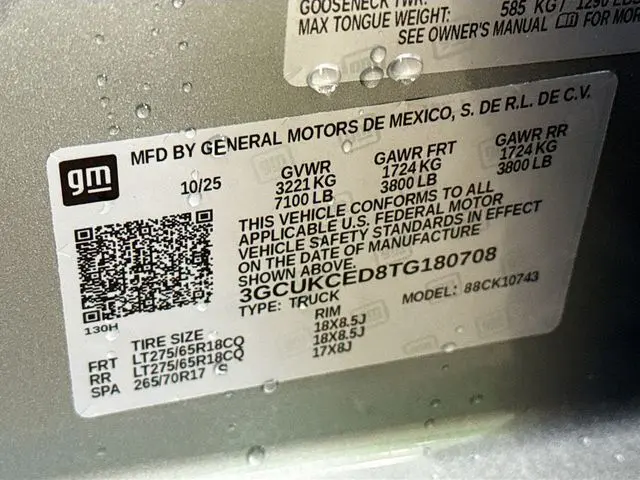 GOOSENECK TWR:
MAX TONGUE WEIGHT: 585 KG / 1290 LBS
SEE OWNER'S MANUAL FOR MOR
gm
MFD BY GENERAL MOTORS DE MEXICO, S. DE R.L. DE C.V.
10/25 GVWR GAWR FRT GAWR RR
3221 KG 1724 KG 1724 KG
7100 LB 3800 LB 3800 LB
THIS VEHICLE CONFORMS TO ALL
APPLICABLE U.S. FEDERAL MOTOR
VEHICLE SAFETY STANDARDS IN EFFECT
ON THE DATE OF MANUFACTURE
SHOWN ABOVE.
3GCUKCED8TG180708
TYPE: TRUCK MODEL: 88CK10743
130H
TIRE SIZE RIM
FRT LT275/65R18CQ 18X8.5J
RR LT275/65R18CQ 18X8.5J
SPA 265/70R17 S 17X8J